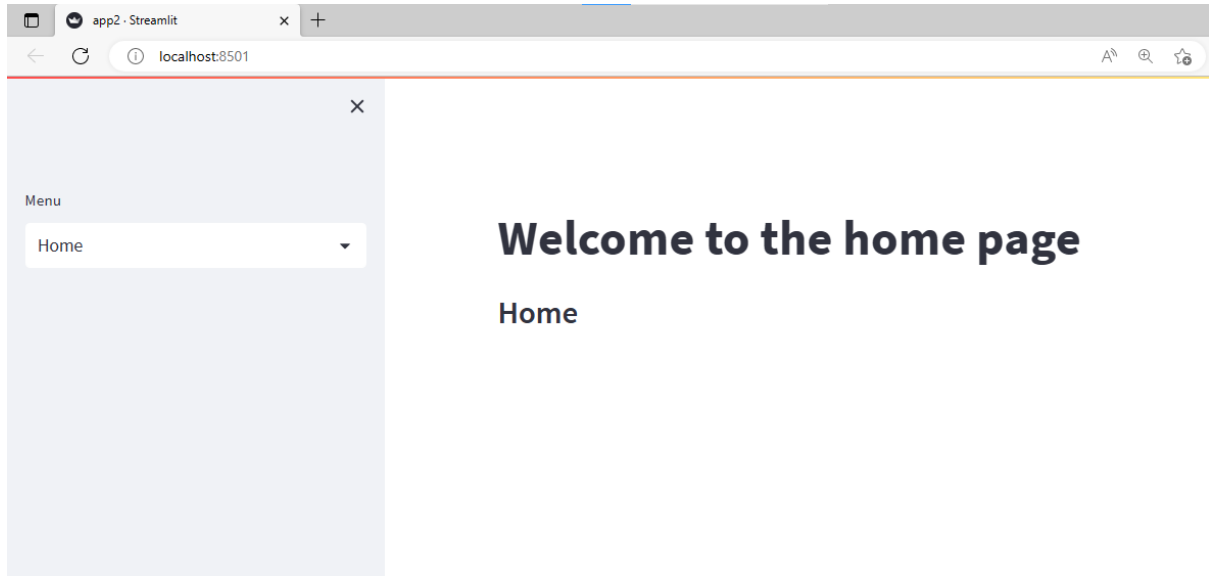 app2 · Streamlit
localhost:8501
Menu
Home
Welcome to the home page
Home